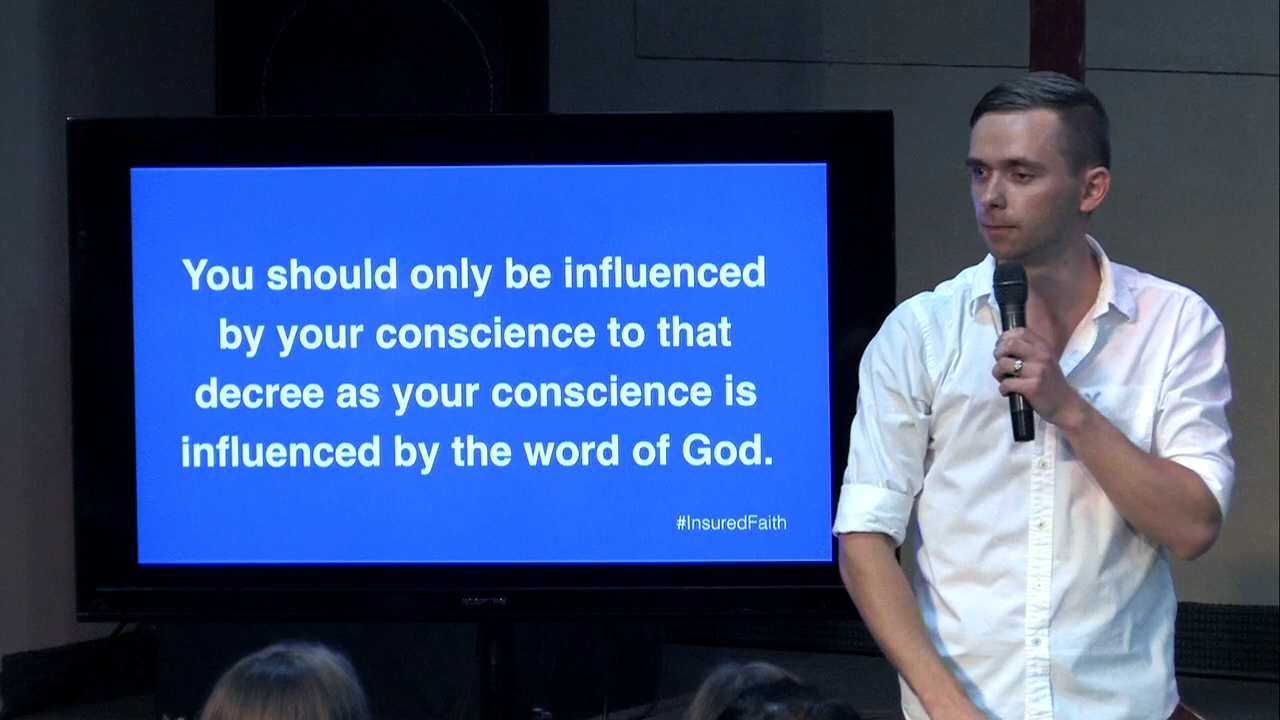 You should only be influenced
by your conscience to that
decree as your conscience is
influenced by the word of God.
#InsuredFaith